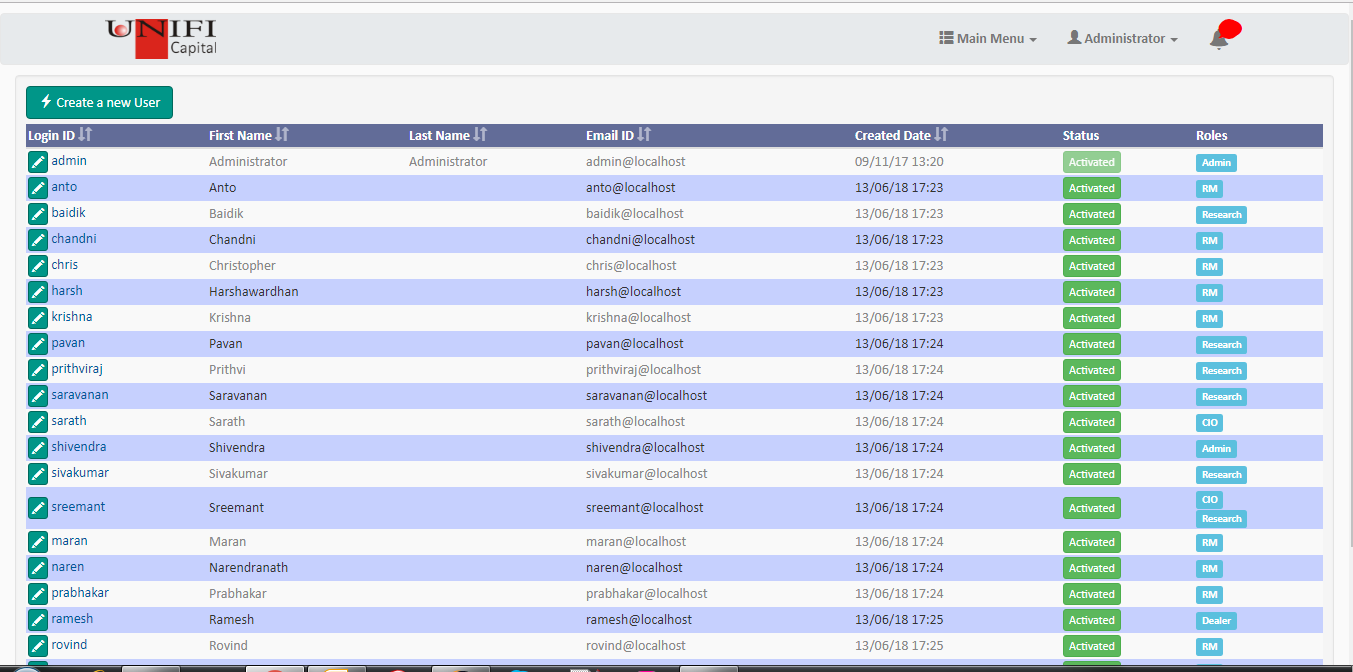 UNIFI
Capital
Main Menu
Administrator
Create a new User
Login ID First Name Last Name Email ID Created Date Status Roles
admin Administrator Administrator admin@localhost 09/11/17 13:20 Activated Admin
anto Anto anto@localhost 13/06/18 17:23 Activated RM
baidik Baidik baidik@localhost 13/06/18 17:23 Activated Research
chandni Chandni chandni@localhost 13/06/18 17:23 Activated RM
chris Christopher chris@localhost 13/06/18 17:23 Activated RM
harsh Harshawardhan harsh@localhost 13/06/18 17:23 Activated RM
krishna Krishna krishna@localhost 13/06/18 17:23 Activated RM
pavan Pavan pavan@localhost 13/06/18 17:24 Activated Research
prithviraj Prithvi prithviraj@localhost 13/06/18 17:24 Activated Research
saravanan Saravanan saravanan@localhost 13/06/18 17:24 Activated Research
sarath Sarath sarath@localhost 13/06/18 17:24 Activated CIO
shivendra Shivendra shivendra@localhost 13/06/18 17:24 Activated Admin
sivakumar Sivakumar sivakumar@localhost 13/06/18 17:24 Activated Research
sreemant Sreemant sreemant@localhost 13/06/18 17:24 Activated CIO
Research
maran Maran maran@localhost 13/06/18 17:24 Activated RM
naren Narendranath naren@localhost 13/06/18 17:24 Activated RM
prabhakar Prabhakar prabhakar@localhost 13/06/18 17:24 Activated RM
ramesh Ramesh ramesh@localhost 13/06/18 17:25 Activated Dealer
rovind Rovind rovind@localhost 13/06/18 17:25 Activated RM